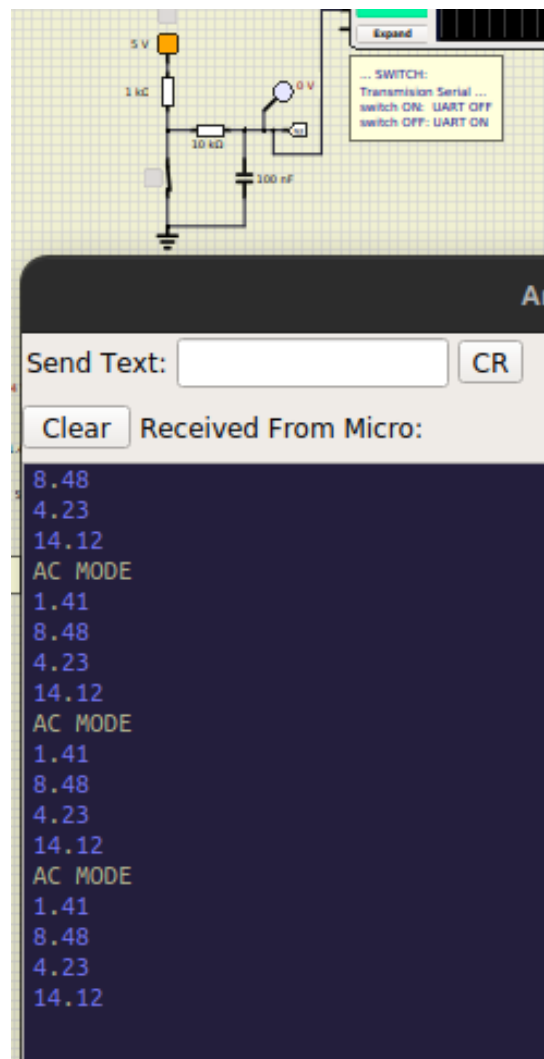 5 V
Expand
1 kΩ
0 V
... SWITCH:
Transmision Serial ...
switch ON: UART OFF
switch OFF: UART ON
10 kΩ
100 nF
Send Text:
CR
Clear
Received From Micro:
8.48
4.23
14.12
AC MODE
1.41
8.48
4.23
14.12
AC MODE
1.41
8.48
4.23
14.12
AC MODE
1.41
8.48
4.23
14.12